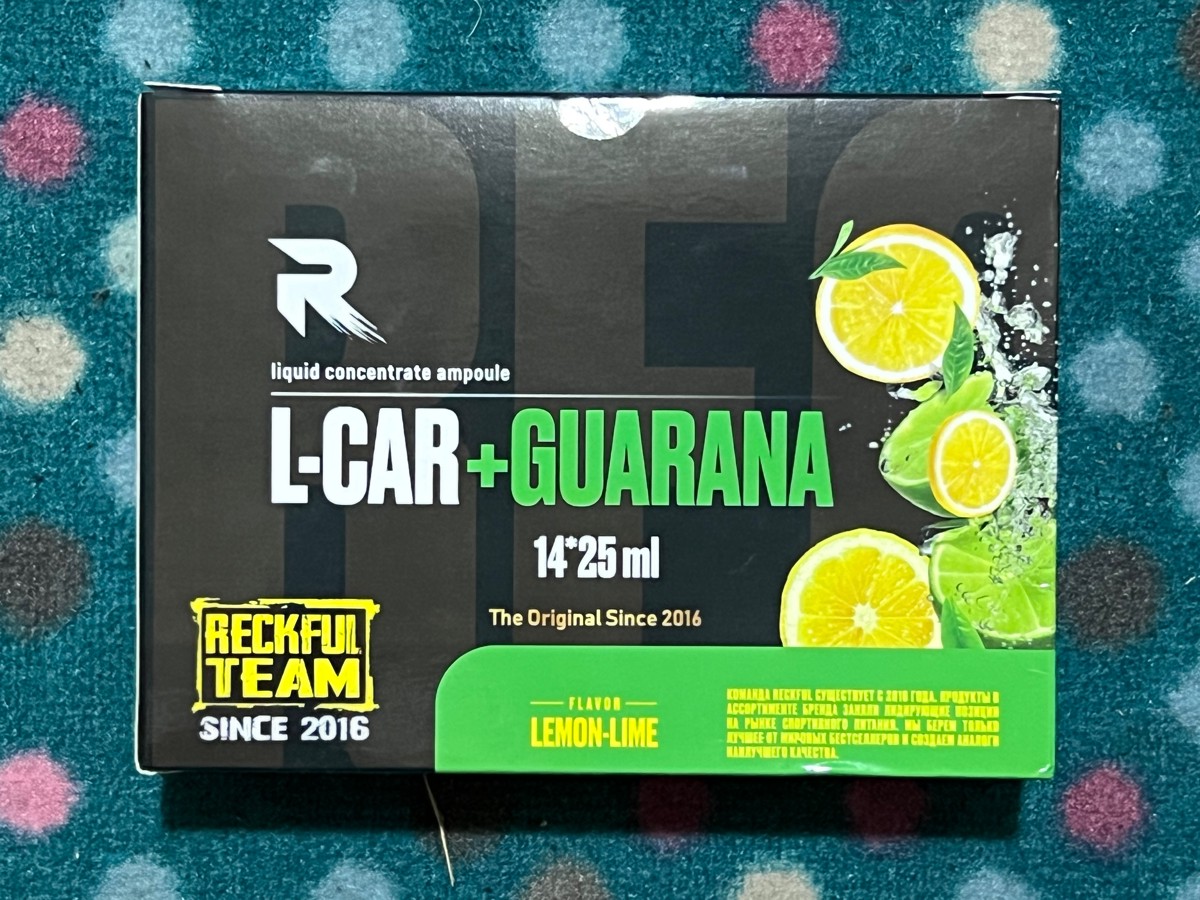 liquid concentrate ampoule
L-CAR+GUARANA
14*25 ml
The Original Since 2016
RECKFUL
TEAM
SINCE 2016
FLAVOR
LEMON-LIME
КОМАНДА RECKFUL СУЩЕСТВУЕТ С 2016 ГОДА. ПРОДУКТЫ В
АССОРТИМЕНТЕ БРЕНДА ЗАНЯЛИ ЛИДИРУЮЩИЕ ПОЗИЦИИ
НА РЫНКЕ СПОРТИВНОГО ПИТАНИЯ. МЫ БЕРЕМ ТОЛЬКО
ЛУЧШЕЕ ОТ МИРОВЫХ БЕСТСЕЛЛЕРОВ И СОЗДАЕМ АНАЛОГИ
НАИЛУЧШЕГО КАЧЕСТВА.